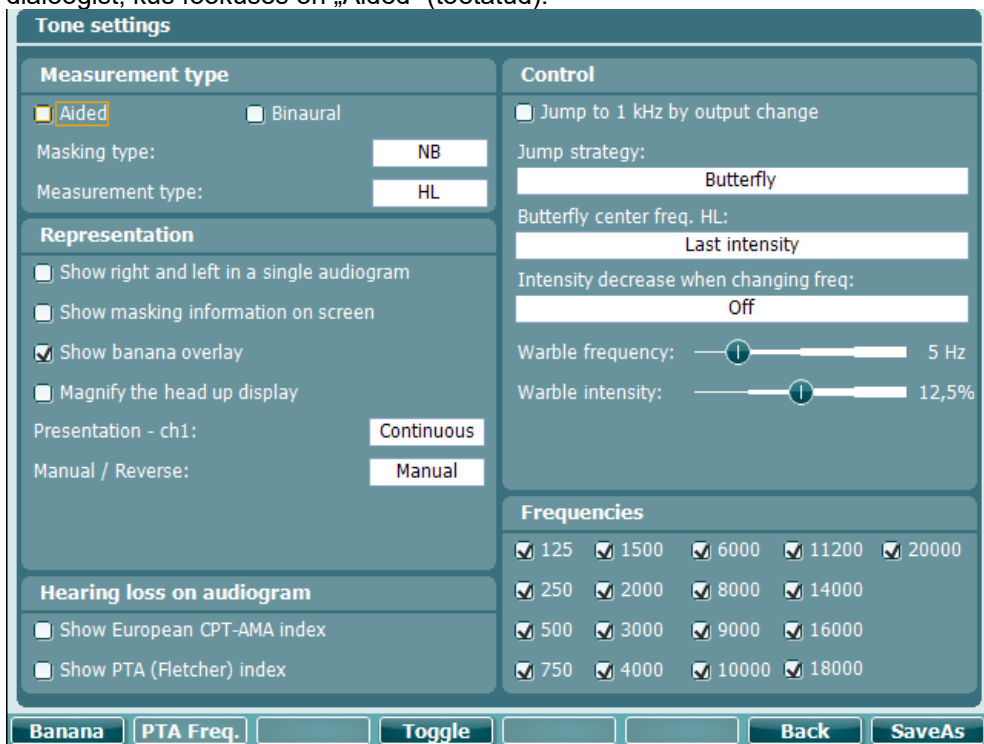 dialoogist, kus fookuses on „Aided“ (toetatud).
Tone settings
Measurement type
Aided
Binaural
Masking type: NB
Measurement type: HL
Representation
Show right and left in a single audiogram
Show masking information on screen
Show banana overlay
Magnify the head up display
Presentation - ch1: Continuous
Manual / Reverse: Manual
Hearing loss on audiogram
Show European CPT-AMA index
Show PTA (Fletcher) index
Control
Jump to 1 kHz by output change
Jump strategy:
Butterfly
Butterfly center freq. HL:
Last intensity
Intensity decrease when changing freq:
Off
Warble frequency: 5 Hz
Warble intensity: 12,5%
Frequencies
125 1500 6000 11200 20000
250 2000 8000 14000
500 3000 9000 16000
750 4000 10000 18000
Banana PTA Freq. Toggle Back SaveAs